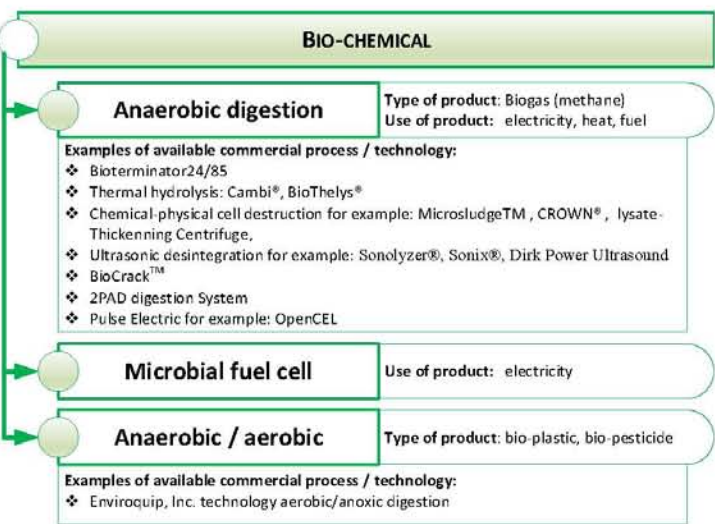 BIO-CHEMICAL
Anaerobic digestion
Type of product: Biogas (methane)
Use of product: electricity, heat, fuel
Examples of available commercial process / technology:
❖ Bioterminator24/85
❖ Thermal hydrolysis: Cambi®, BioThelys®
❖ Chemical-physical cell destruction for example: MicrosludgeTM , CROWN® , lysate-
Thickenning Centrifuge,
❖ Ultrasonic desintegration for example: Sonolyzer®, Sonix®, Dirk Power Ultrasound
❖ BioCrack™
❖ 2PAD digestion System
❖ Pulse Electric for example: OpenCEL
Microbial fuel cell
Use of product: electricity
Anaerobic / aerobic
Type of product: bio-plastic, bio-pesticide
Examples of available commercial process / technology:
❖ Enviroquip, Inc. technology aerobic/anoxic digestion